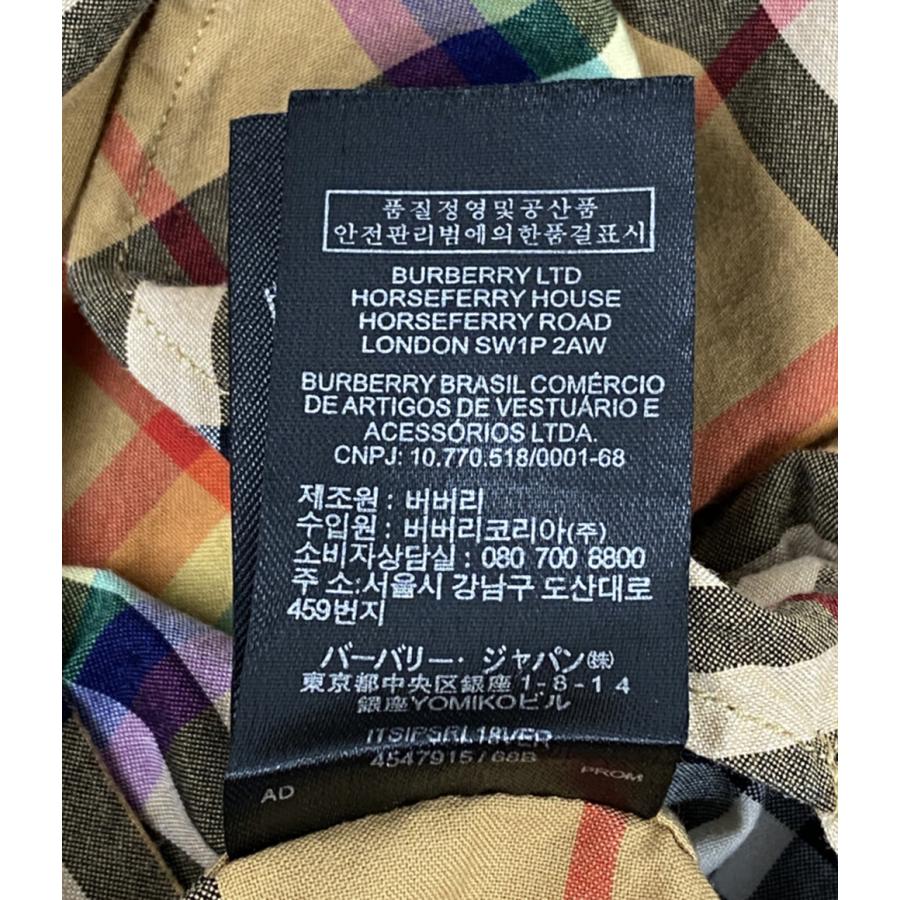 품질정영및공산품
안전관리범에의한품걸표시
BURBERRY LTD
HORSEFERRY HOUSE
HORSEFERRY ROAD
LONDON SW1P 2AW
BURBERRY BRASIL COMÉRCIO
DE ARTIGOS DE VESTUÁRIO E
ACESSÓRIOS LTDA.
CNPJ: 10.770.518/0001-68
제조원 : 버버리
수입원 : 버버리코리아(주)
소비자상담실 : 080 700 8800
주 소:서울시 강남구 도산대로
459번지
バーバリー・ジャパン㈱
東京都中央区銀座 1-8-14
銀座YOMIKOビル
ITSIPSRL18VER
4547915 / 68B
AD
PROM